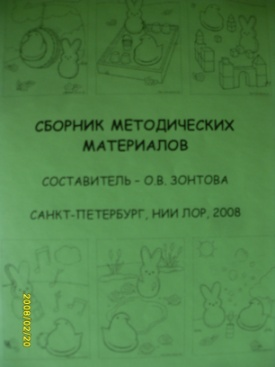 СБОРНИК МЕТОДИЧЕСКИХ
МАТЕРИАЛОВ
СОСТАВИТЕЛЬ - О.В. ЗОНТОВА
САНКТ-ПЕТЕРБУРГ, НИИ ЛОР, 2008
2008/02/20